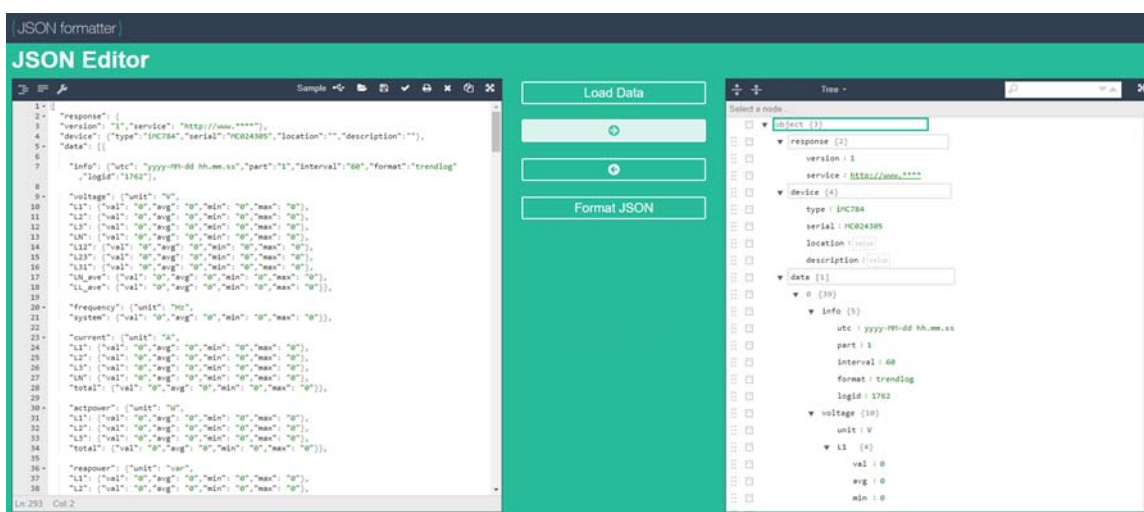 {JSON formatter}
JSON Editor
Sample
1
2 "response": {
3 "version": "1","service": "http://www.****"},
4 "device": {"type":"iMC784","serial":"MC024305","location":"","description":""},
5 "data": [{
6
7 "info": {"utc": "yyyy-MM-dd hh.mm.ss","part":"1","interval":"60","format":"trendlog"
,"logid":"1762"},
8
9 "voltage": {"unit": "V",
10 "L1": {"val": "0","avg": "0","min": "0","max": "0"},
11 "L2": {"val": "0","avg": "0","min": "0","max": "0"},
12 "L3": {"val": "0","avg": "0","min": "0","max": "0"},
13 "LN": {"val": "0","avg": "0","min": "0","max": "0"},
14 "L12": {"val": "0","avg": "0","min": "0","max": "0"},
15 "L23": {"val": "0","avg": "0","min": "0","max": "0"},
16 "L31": {"val": "0","avg": "0","min": "0","max": "0"},
17 "LN_ave": {"val": "0","avg": "0","min": "0","max": "0"},
18 "LL_ave": {"val": "0","avg": "0","min": "0","max": "0"}},
19
20 "frequency": {"unit": "Hz",
21 "system": {"val": "0","avg": "0","min": "0","max": "0"}},
22
23 "current": {"unit": "A",
24 "L1": {"val": "0","avg": "0","min": "0","max": "0"},
25 "L2": {"val": "0","avg": "0","min": "0","max": "0"},
26 "L3": {"val": "0","avg": "0","min": "0","max": "0"},
27 "LN": {"val": "0","avg": "0","min": "0","max": "0"},
28 "total": {"val": "0","avg": "0","min": "0","max": "0"}},
29
30 "actpower": {"unit": "W",
31 "L1": {"val": "0","avg": "0","min": "0","max": "0"},
32 "L2": {"val": "0","avg": "0","min": "0","max": "0"},
33 "L3": {"val": "0","avg": "0","min": "0","max": "0"},
34 "total": {"val": "0","avg": "0","min": "0","max": "0"}},
35
36 "reapower": {"unit": "var",
37 "L1": {"val": "0","avg": "0","min": "0","max": "0"},
38 "L2": {"val": "0","avg": "0","min": "0","max": "0"},
Ln: 293 Col: 2
Load Data
Format JSON
Tree
Select a node...
object {3}
response {2}
version : 1
service : http://www.****
device {4}
type : iMC784
serial : MC024305
location : value
description : value
data [1]
0 {39}
info {5}
utc : yyyy-MM-dd hh.mm.ss
part : 1
interval : 60
format : trendlog
logid : 1762
voltage {10}
unit : V
L1 {4}
val : 0
avg : 0
min : 0